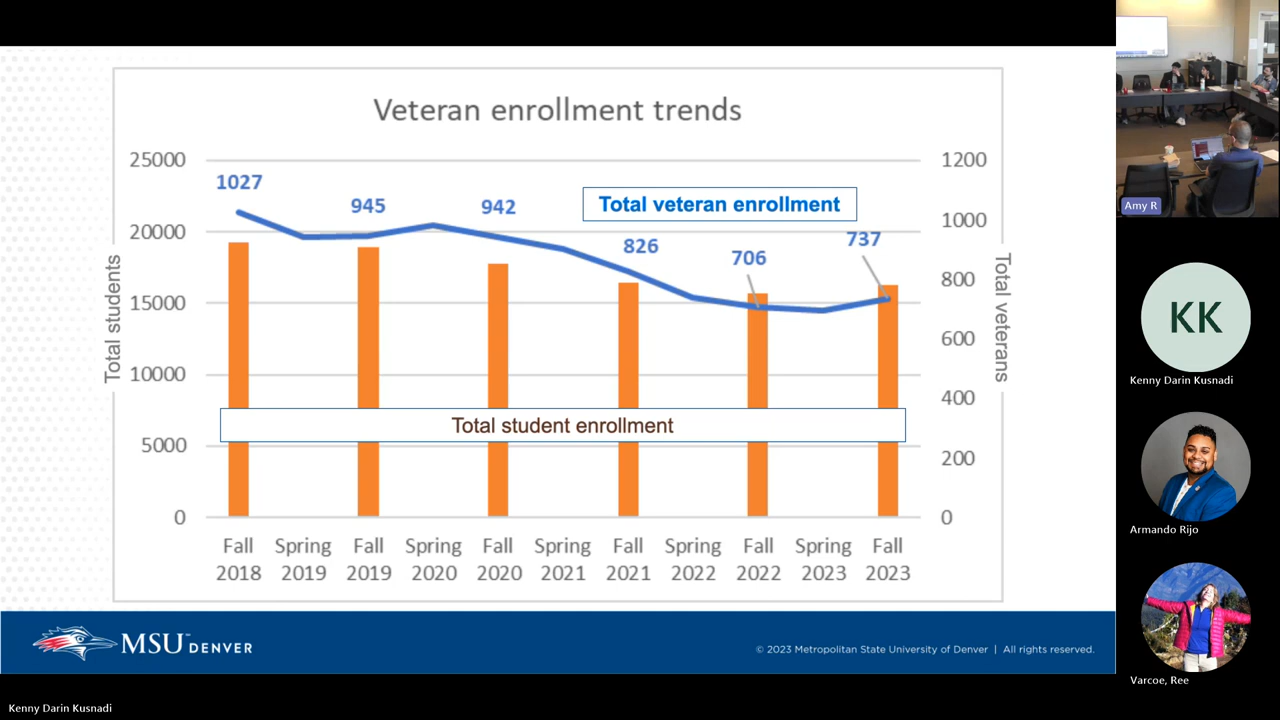 Veteran enrollment trends
25000
20000
15000
10000
5000
0
Total students
1200
1000
800
600
400
200
0
Total veterans
1027
945
942
826
706
737
Total veteran enrollment
Total student enrollment
Fall 2018
Spring 2019
Fall 2019
Spring 2020
Fall 2020
Spring 2021
Fall 2021
Spring 2022
Fall 2022
Spring 2023
Fall 2023
MSU DENVER
© 2023 Metropolitan State University of Denver | All rights reserved.
Amy R
KK
Kenny Darin Kusnadi
Armando Rijo
Varcoe, Ree
Kenny Darin Kusnadi